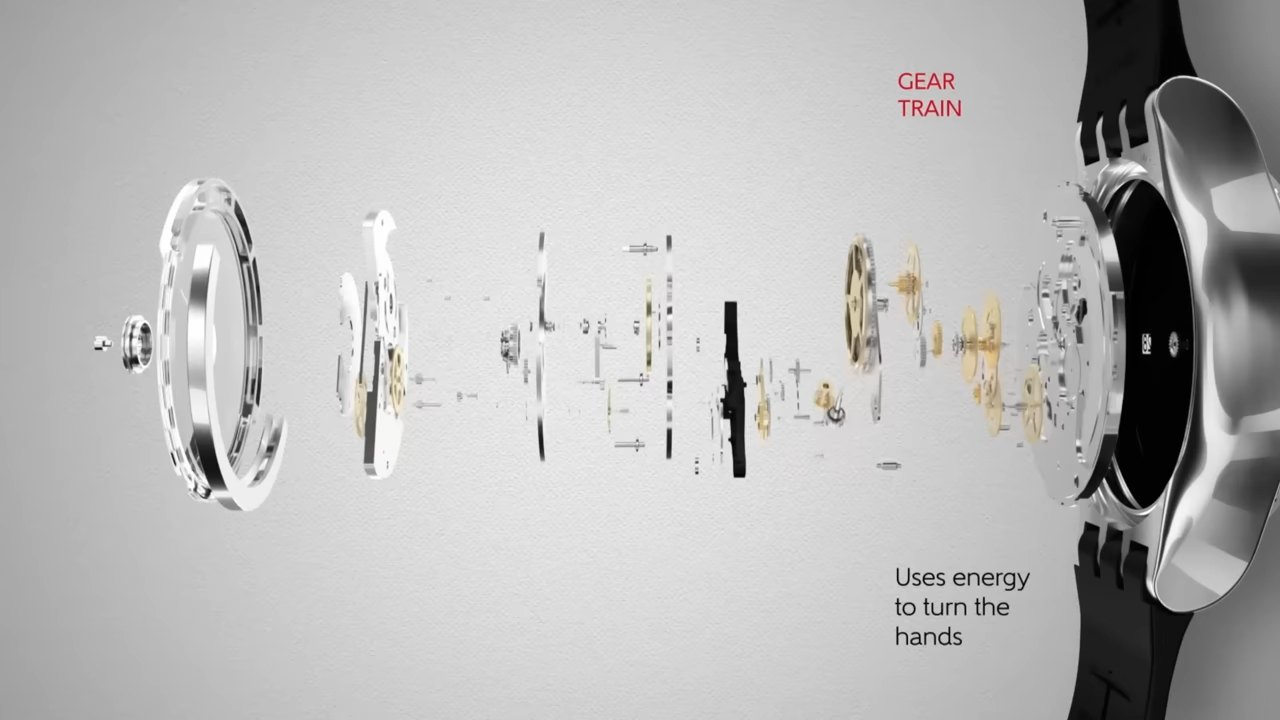 GEAR
TRAIN
Uses energy
to turn the
hands